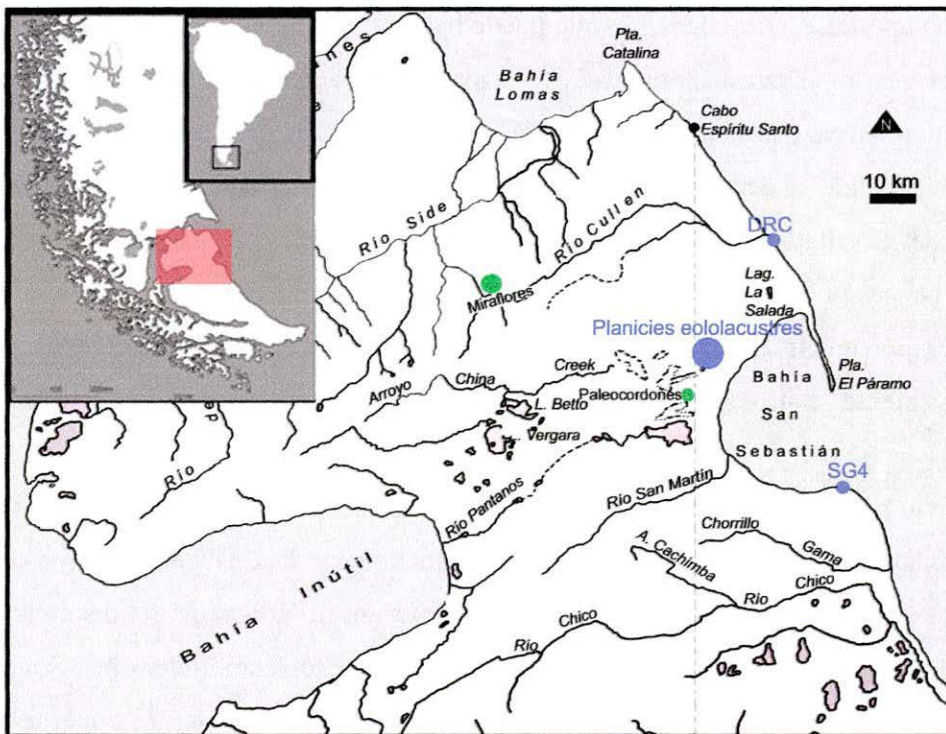 Pta.
Catalina
Bahía
Lomas
nes
Cabo
Espíritu Santo
N
10 km
Río Side
Río Cullen
DRC
Miraflores
Lag.
La
Salada
Planicies eololacustres
Pta.
El Páramo
Bahía
San
Sebastián
Arroyo China Creek
Paleocordones
L. Betto
L. Vergara
Río
Río Pantanos
Río San Martín
SG4
Chorrillo Gama
A. Cachimba
Bahía Inútil
Río Chico
Río Chico